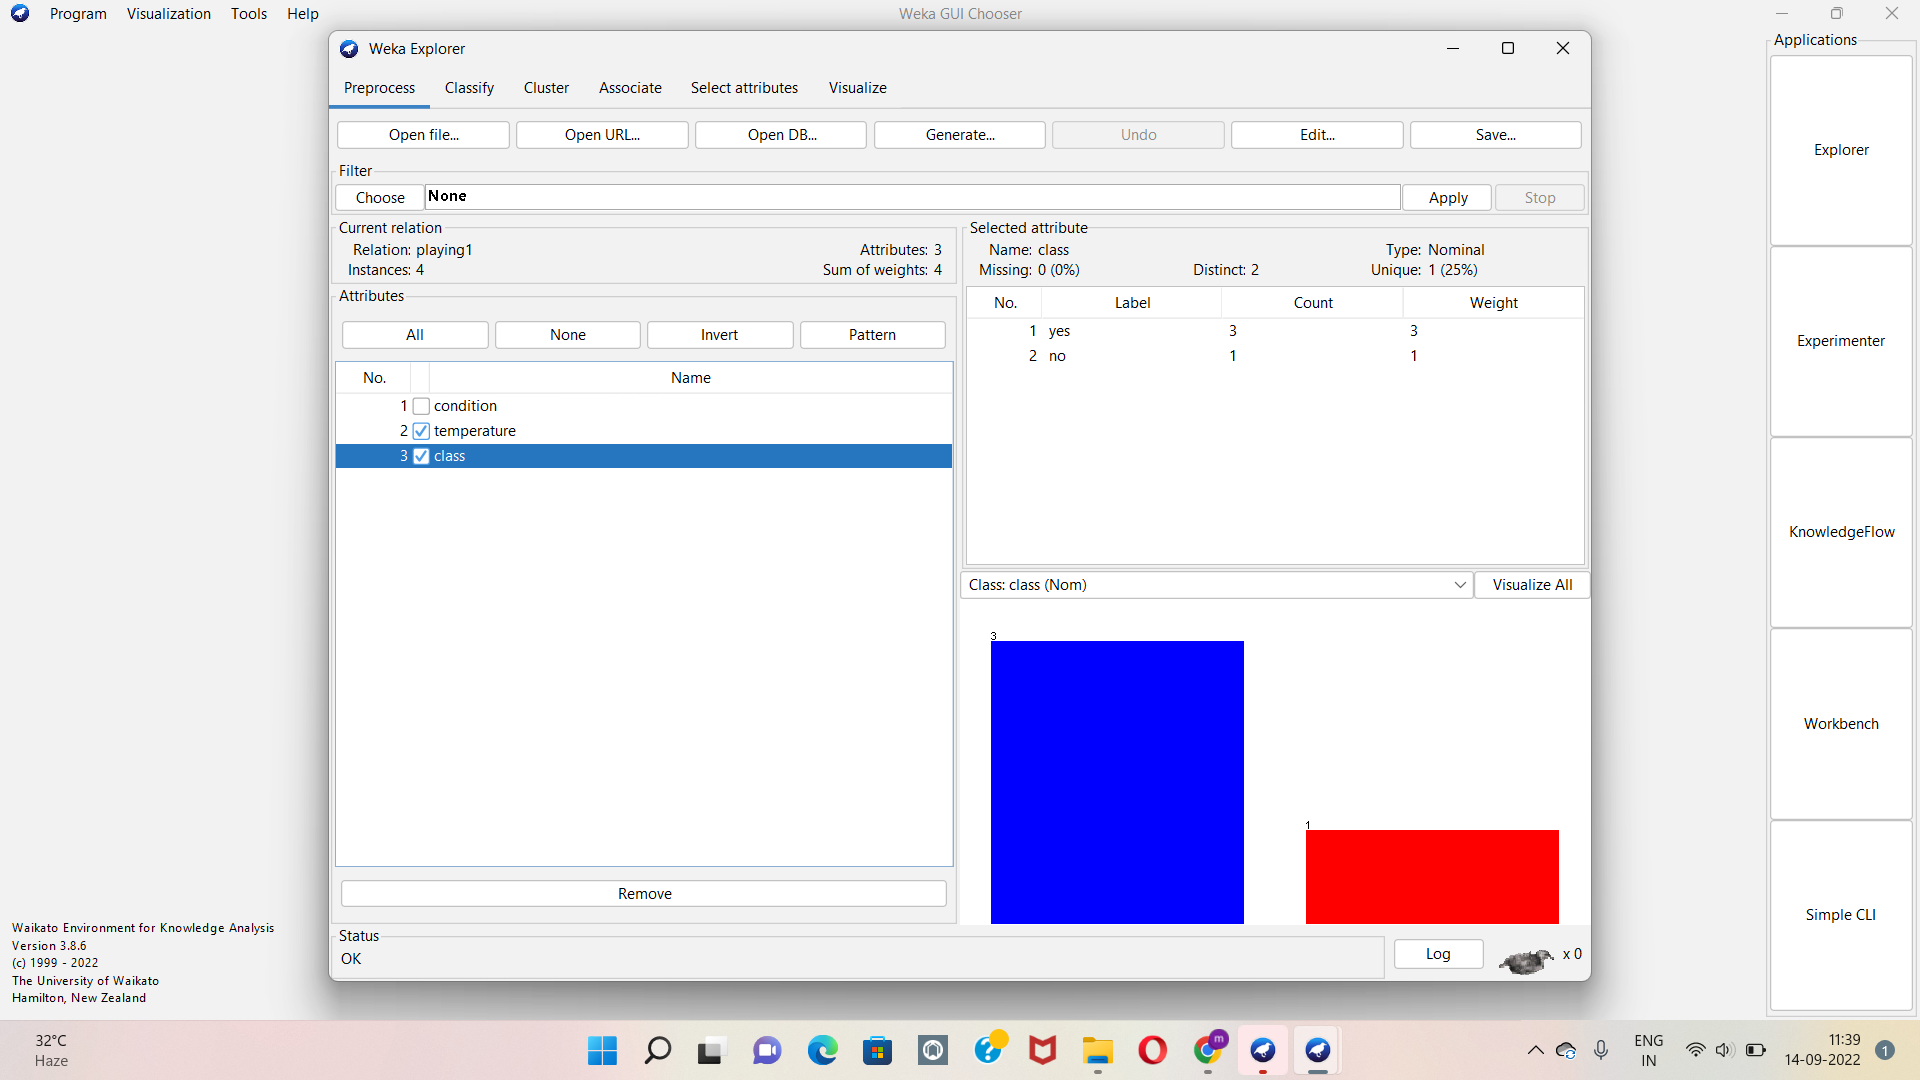 Program Visualization Tools Help Weka GUI Chooser
Applications
Weka Explorer
Preprocess Classify Cluster Associate Select attributes Visualize
Open file... Open URL... Open DB... Generate... Undo Edit... Save...
Filter
Choose None Apply Stop
Current relation
Relation: playing1 Attributes: 3
Instances: 4 Sum of weights: 4
Selected attribute
Name: class Type: Nominal
Missing: 0 (0%) Distinct: 2 Unique: 1 (25%)
Attributes
All None Invert Pattern
No. Name
1 condition
2 temperature
3 class
Remove
No. Label Count Weight
1 yes 3 3
2 no 1 1
Class: class (Nom) Visualize All
3
1
Status
OK
Log x 0
Explorer
Experimenter
KnowledgeFlow
Workbench
Simple CLI
Waikato Environment for Knowledge Analysis
Version 3.8.6
(c) 1999 - 2022
The University of Waikato
Hamilton, New Zealand
32°C
Haze
m
ENG
IN
11:39
14-09-2022
1